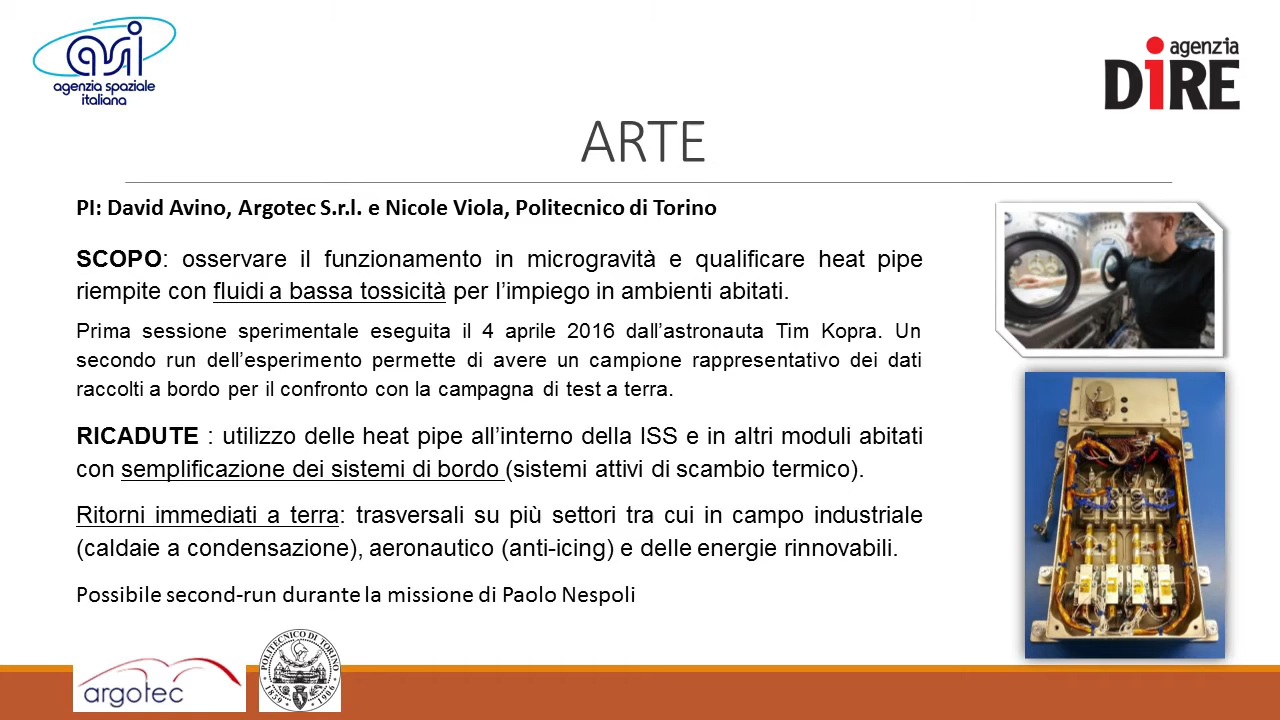 asi
agenzia spaziale
italiana
agenzia
DiRE
ARTE
PI: David Avino, Argotec S.r.l. e Nicole Viola, Politecnico di Torino
SCOPO: osservare il funzionamento in microgravità e qualificare heat pipe
riempite con fluidi a bassa tossicità per l’impiego in ambienti abitati.
Prima sessione sperimentale eseguita il 4 aprile 2016 dall’astronauta Tim Kopra. Un
secondo run dell’esperimento permette di avere un campione rappresentativo dei dati
raccolti a bordo per il confronto con la campagna di test a terra.
RICADUTE : utilizzo delle heat pipe all’interno della ISS e in altri moduli abitati
con semplificazione dei sistemi di bordo (sistemi attivi di scambio termico).
Ritorni immediati a terra: trasversali su più settori tra cui in campo industriale
(caldaie a condensazione), aeronautico (anti-icing) e delle energie rinnovabili.
Possibile second-run durante la missione di Paolo Nespoli
argotec
POLITECNICO DI TORINO
1859 1906